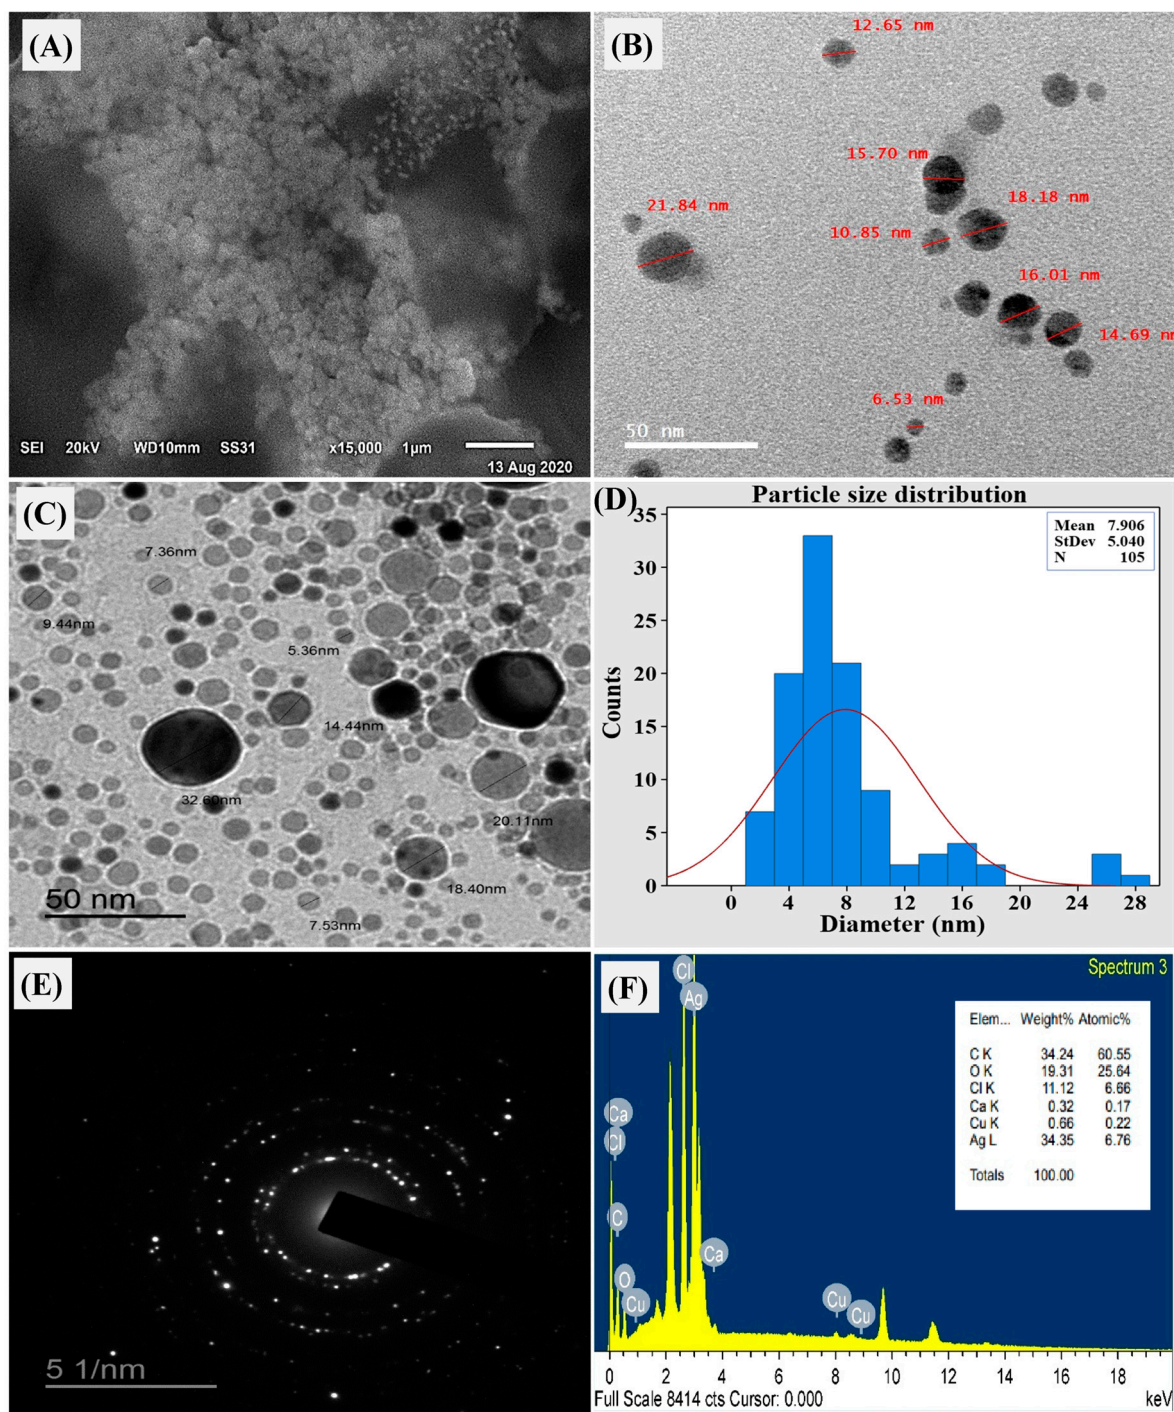 (A)
SEI 20kV WD10mm SS31 x15,000 1µm
13 Aug 2020
(B)
12.65 nm
15.70 nm
18.18 nm
21.84 nm
10.85 nm
16.01 nm
14.69 nm
6.53 nm
50 nm
(C)
7.36nm
9.44nm
5.36nm
14.44nm
32.60nm
20.11nm
18.40nm
50 nm
7.53nm
(D)
Particle size distribution
Mean 7.906
StDev 5.040
N 105
Counts
35
30
25
20
15
10
5
0
0 4 8 12 16 20 24 28
Diameter (nm)
(E)
5 1/nm
(F)
Spectrum 3
Cl
Ag
Ca
Cl
C
O
Cu
Ca
Cu
Cu
Elem... Weight% Atomic%
C K 34.24 60.55
O K 19.31 25.64
Cl K 11.12 6.66
Ca K 0.32 0.17
Cu K 0.66 0.22
Ag L 34.35 6.76
Totals 100.00
0 2 4 6 8 10 12 14 16 18
Full Scale 8414 cts Cursor: 0.000 keV